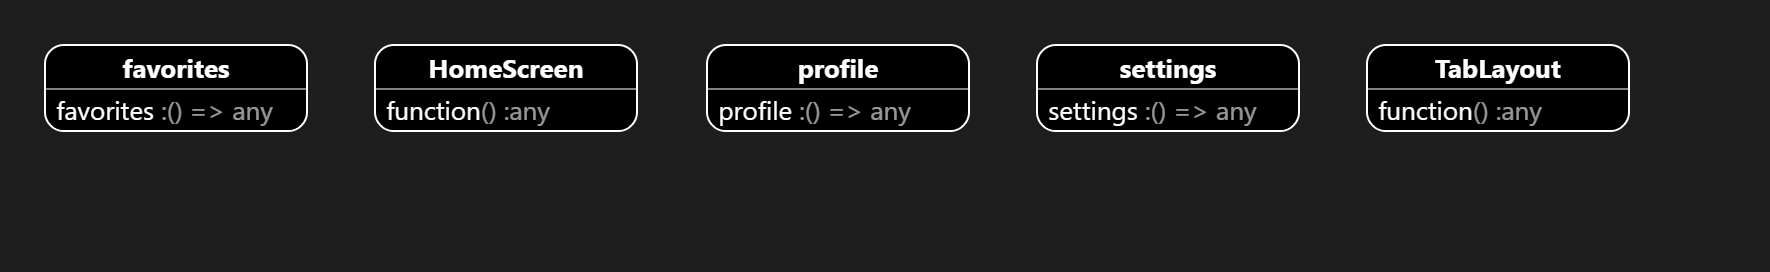 favorites
favorites :() => any
HomeScreen
function() :any
profile
profile :() => any
settings
settings :() => any
TabLayout
function() :any